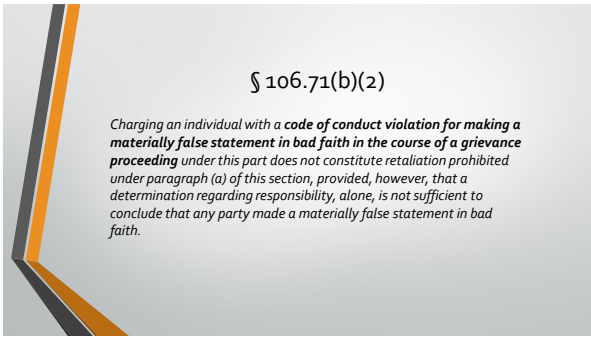 § 106.71(b)(2)
Charging an individual with a code of conduct violation for making a
materially false statement in bad faith in the course of a grievance
proceeding under this part does not constitute retaliation prohibited
under paragraph (a) of this section, provided, however, that a
determination regarding responsibility, alone, is not sufficient to
conclude that any party made a materially false statement in bad
faith.